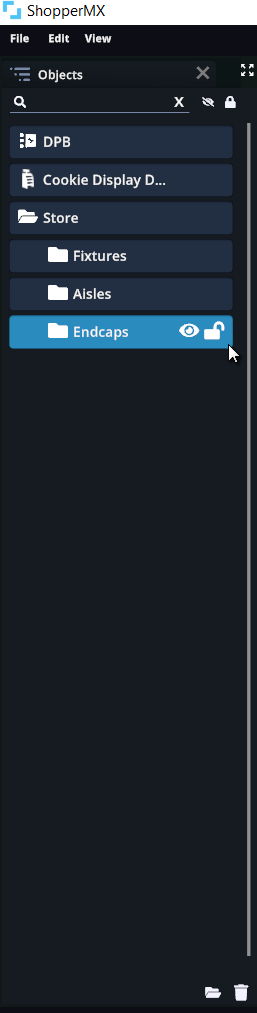 ShopperMX
File Edit View
Objects
X
DPB
Cookie Display D...
Store
Fixtures
Aisles
Endcaps